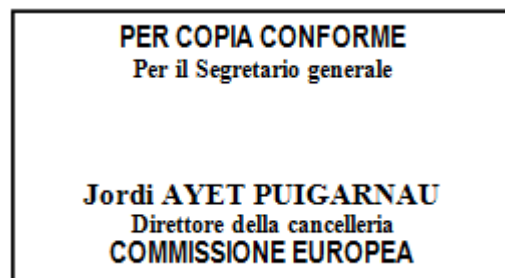 PER COPIA CONFORME
Per il Segretario generale
Jordi AYET PUIGARNAU
Direttore della cancelleria
COMMISSIONE EUROPEA